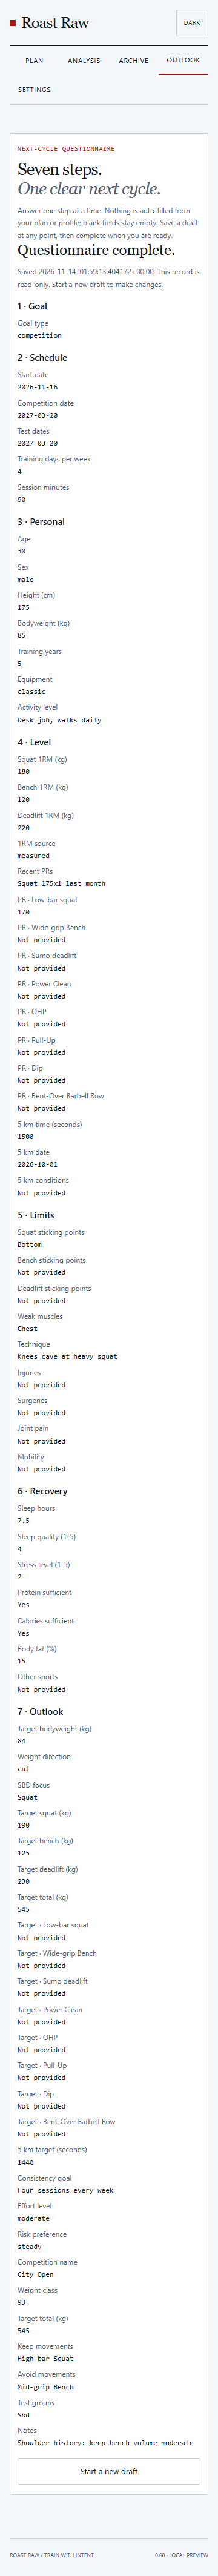 Roast Raw
DARK
PLAN
ANALYSIS
ARCHIVE
OUTLOOK
SETTINGS
NEXT-CYCLE QUESTIONNAIRE
Seven steps.
One clear next cycle.
Answer one step at a time. Nothing is auto-filled from
your plan or profile; blank fields stay empty. Save a draft
at any point, then complete when you are ready.
Questionnaire complete.
Saved 2026-11-14T01:59:13.404172+00:00. This record is
read-only. Start a new draft to make changes.
1 · Goal
Goal type
competition
2 · Schedule
Start date
2026-11-16
Competition date
2027-03-20
Test dates
2027 03 20
Training days per week
4
Session minutes
90
3 · Personal
Age
30
Sex
male
Height (cm)
175
Bodyweight (kg)
85
Training years
5
Equipment
classic
Activity level
Desk job, walks daily
4 · Level
Squat 1RM (kg)
180
Bench 1RM (kg)
120
Deadlift 1RM (kg)
220
1RM source
measured
Recent PRs
Squat 175x1 last month
PR · Low-bar squat
170
PR · Wide-grip Bench
Not provided
PR · Sumo deadlift
Not provided
PR · Power Clean
Not provided
PR · OHP
Not provided
PR · Pull-Up
Not provided
PR · Dip
Not provided
PR · Bent-Over Barbell Row
Not provided
5 km time (seconds)
1500
5 km date
2026-10-01
5 km conditions
Not provided
5 · Limits
Squat sticking points
Bottom
Bench sticking points
Not provided
Deadlift sticking points
Not provided
Weak muscles
Chest
Technique
Knees cave at heavy squat
Injuries
Not provided
Surgeries
Not provided
Joint pain
Not provided
Mobility
Not provided
6 · Recovery
Sleep hours
7.5
Sleep quality (1-5)
4
Stress level (1-5)
2
Protein sufficient
Yes
Calories sufficient
Yes
Body fat (%)
15
Other sports
Not provided
7 · Outlook
Target bodyweight (kg)
84
Weight direction
cut
SBD focus
Squat
Target squat (kg)
190
Target bench (kg)
125
Target deadlift (kg)
230
Target total (kg)
545
Target · Low-bar squat
Not provided
Target · Wide-grip Bench
Not provided
Target · Sumo deadlift
Not provided
Target · Power Clean
Not provided
Target · OHP
Not provided
Target · Pull-Up
Not provided
Target · Dip
Not provided
Target · Bent-Over Barbell Row
Not provided
5 km target (seconds)
1440
Consistency goal
Four sessions every week
Effort level
moderate
Risk preference
steady
Competition name
City Open
Weight class
93
Target total (kg)
545
Keep movements
High-bar Squat
Avoid movements
Mid-grip Bench
Test groups
Sbd
Notes
Shoulder history: keep bench volume moderate
Start a new draft
ROAST RAW / TRAIN WITH INTENT
0.08 · LOCAL PREVIEW